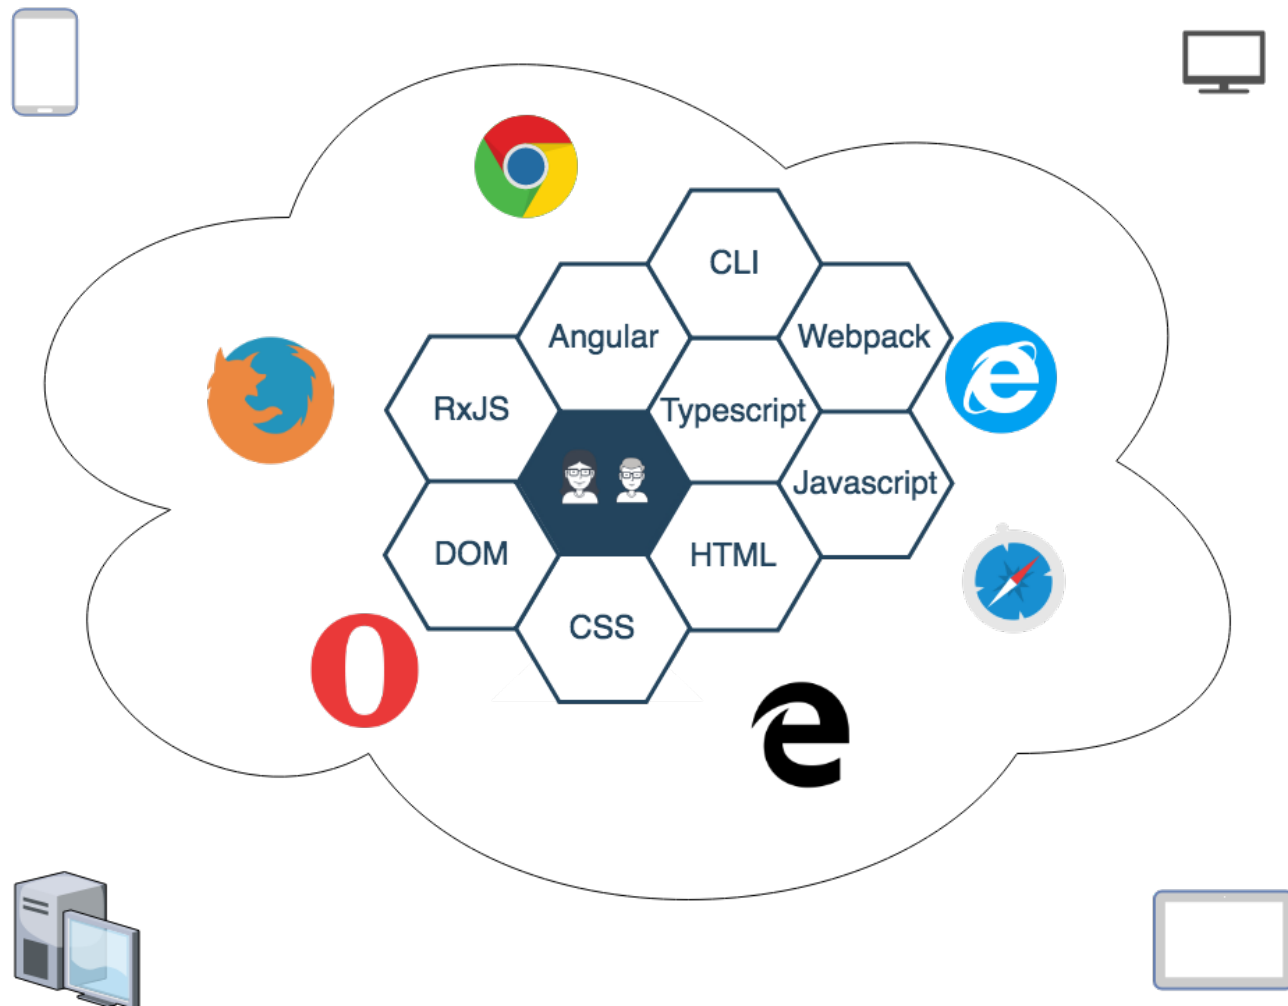 CLI
Angular
Webpack
RxJS
Typescript
Javascript
DOM
HTML
CSS